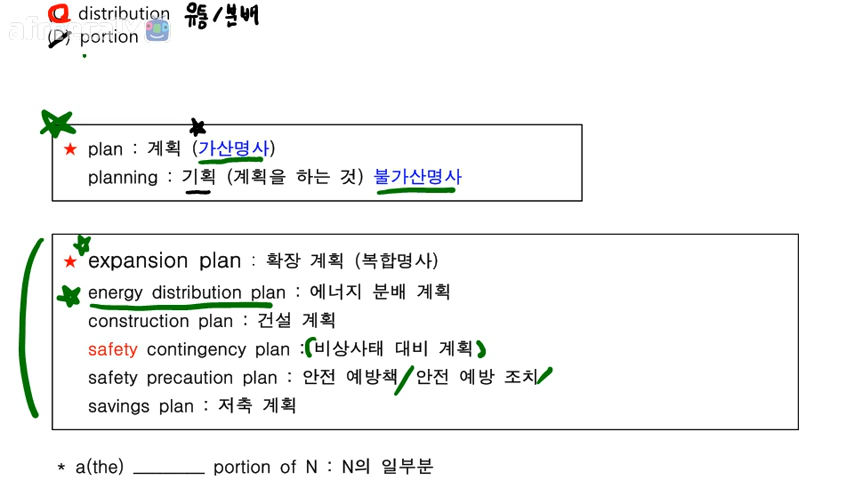 (C) distribution 유통/분배
(D) portion
★ plan : 계획 (가산명사)
planning : 기획 (계획을 하는 것) 불가산명사
★ expansion plan : 확장 계획 (복합명사)
energy distribution plan : 에너지 분배 계획
construction plan : 건설 계획
safety contingency plan : (비상사태 대비 계획)
safety precaution plan : 안전 예방책/안전 예방 조치/
savings plan : 저축 계획
* a(the) ________ portion of N : N의 일부분